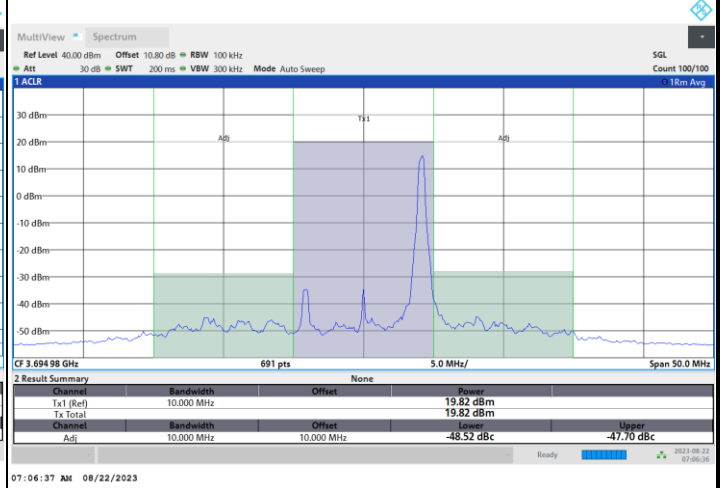 MultiView Spectrum
Ref Level 40.00 dBm Offset 10.80 dB RBW 100 kHz SGL
Att 30 dB SWT 200 ms VBW 300 kHz Mode Auto Sweep Count 100/100
1 ACLR 1Rm Avg
30 dBm
Tx1
20 dBm
Adj Adj
10 dBm
0 dBm
-10 dBm
-20 dBm
-30 dBm
-40 dBm
-50 dBm
CF 3.694 98 GHz 691 pts 5.0 MHz/ Span 50.0 MHz
2 Result Summary None
Channel Bandwidth Offset Power
Tx1 (Ref) 10.000 MHz 19.82 dBm
Tx Total 19.82 dBm
Channel Bandwidth Offset Lower Upper
Adj 10.000 MHz 10.000 MHz -48.52 dBc -47.70 dBc
Ready 2023-08-22
07:06:36
07:06:37 AM 08/22/2023